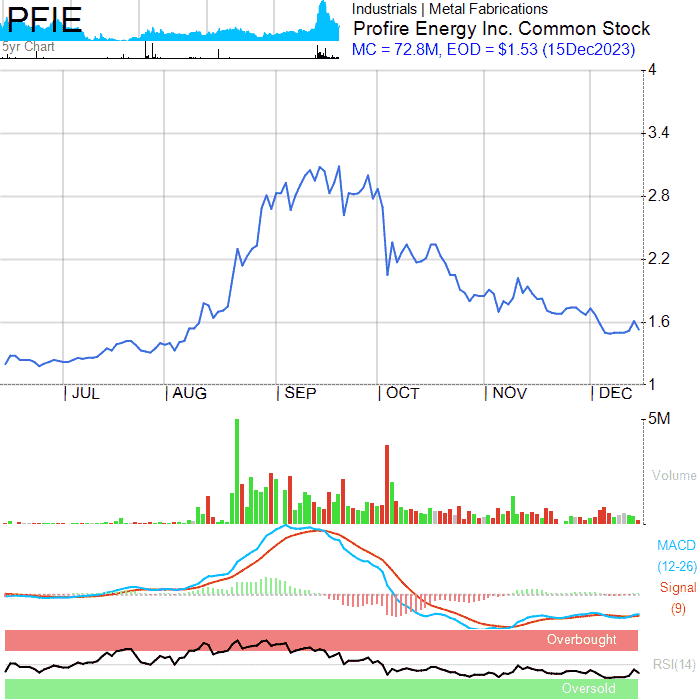 PFIE
5yr Chart
Industrials | Metal Fabrications
Profire Energy Inc. Common Stock
MC = 72.8M, EOD = $1.53 (15Dec2023)
4
3.4
2.8
2.2
1.6
1
| JUL | AUG | SEP | OCT | NOV | DEC
5M
Volume
MACD
(12-26)
Signal
(9)
Overbought
RSI(14)
Oversold